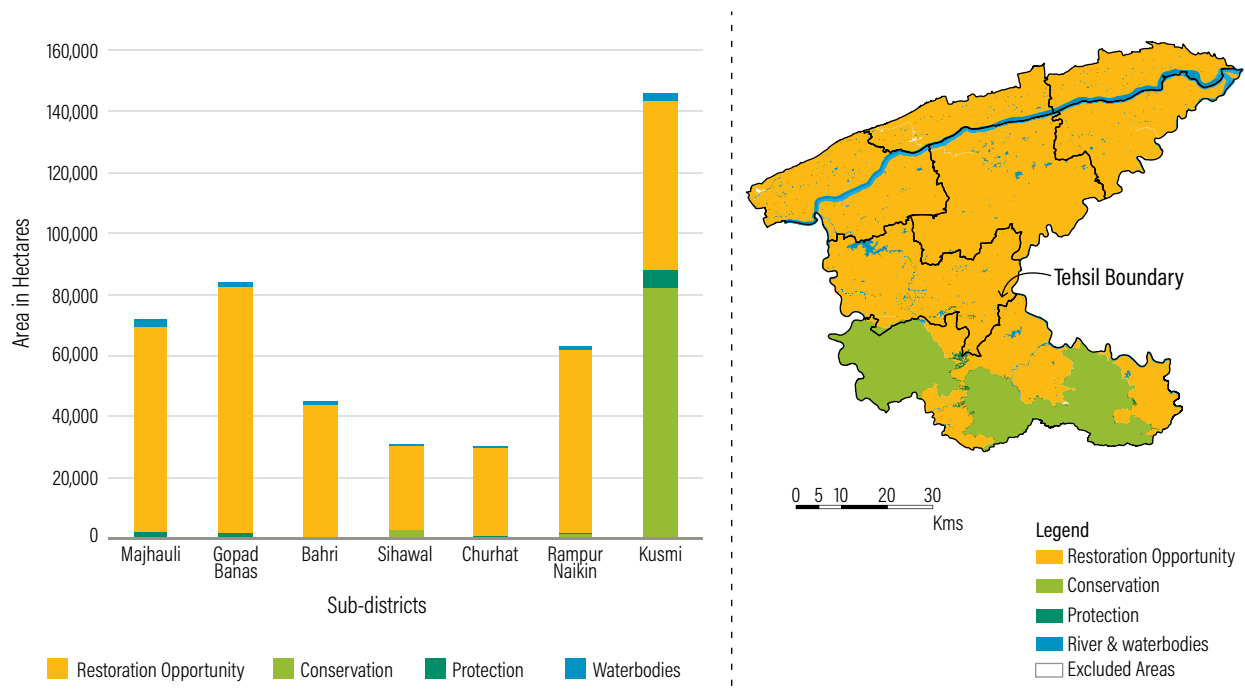 160,000
140,000
120,000
100,000
80,000
60,000
40,000
20,000
0
Area in Hectares
Majhauli
Gopad
Banas
Bahri
Sihawal
Churhat
Rampur
Naikin
Kusmi
Sub-districts
Restoration Opportunity
Conservation
Protection
Waterbodies
Tehsil Boundary
0 5 10 20 30
Kms
Legend
Restoration Opportunity
Conservation
Protection
River & waterbodies
Excluded Areas